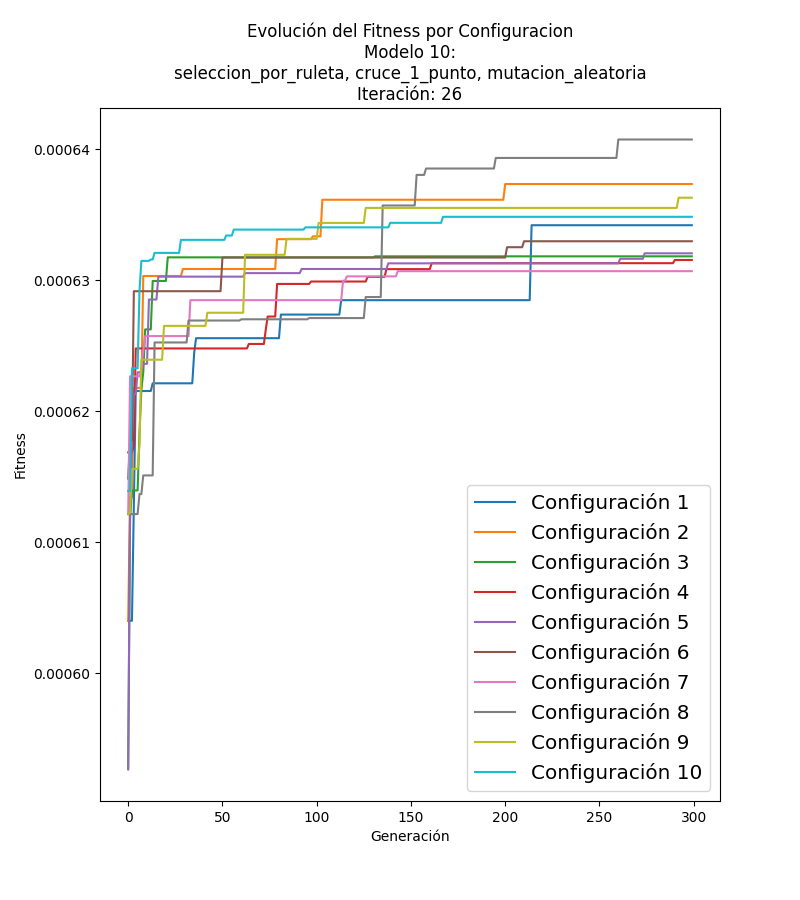 Evolución del Fitness por Configuracion
Modelo 10:
seleccion_por_ruleta, cruce_1_punto, mutacion_aleatoria
Iteración: 26
0.00064
0.00063
0.00062
0.00061
0.00060
Fitness
0
50
100
150
200
250
300
Generación
Configuración 1
Configuración 2
Configuración 3
Configuración 4
Configuración 5
Configuración 6
Configuración 7
Configuración 8
Configuración 9
Configuración 10